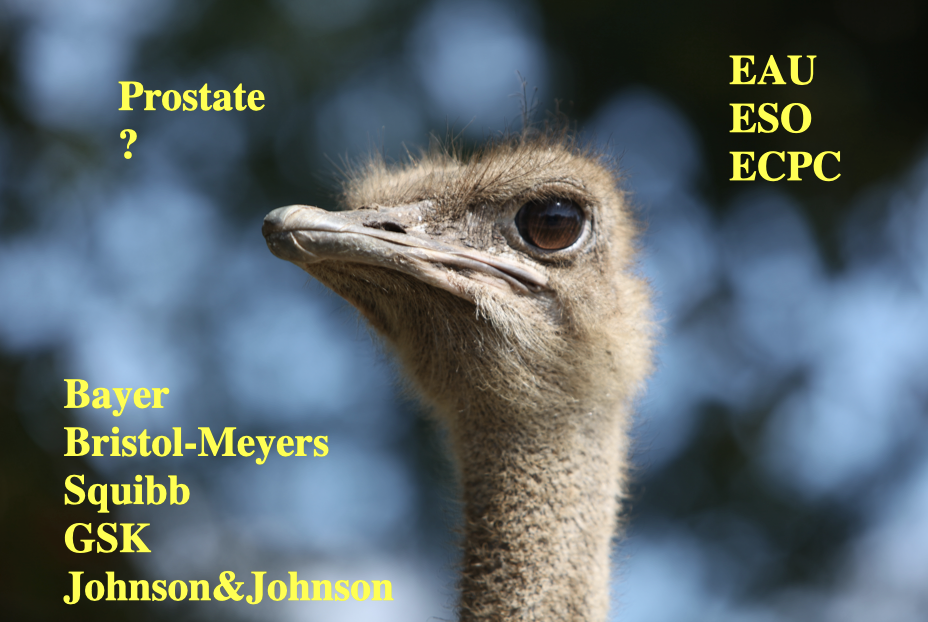 Prostate
?
EAU
ESO
ECPC
Bayer
Bristol-Meyers
Squibb
GSK
Johnson&Johnson